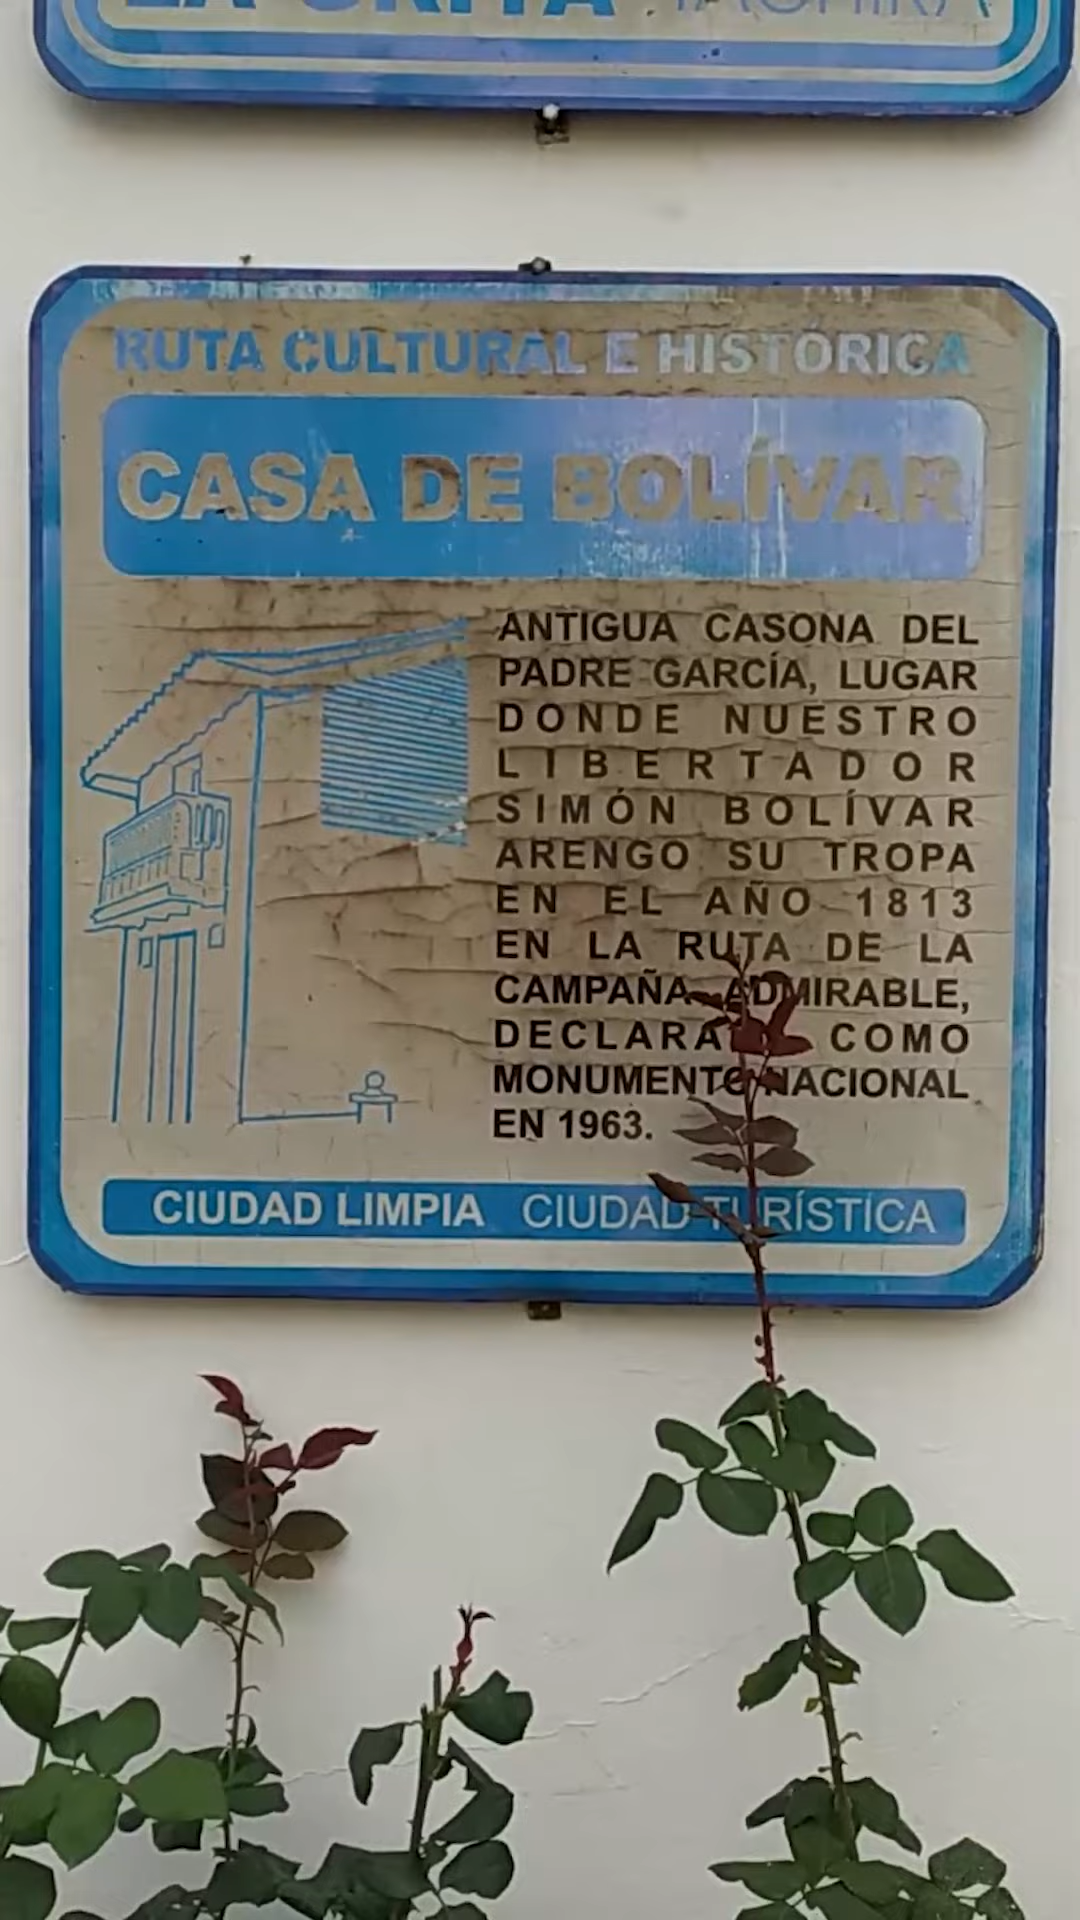 LA GRITA TÁCHIRA
RUTA CULTURAL E HISTÓRICA
CASA DE BOLÍVAR
ANTIGUA CASONA DEL
PADRE GARCÍA, LUGAR
DONDE NUESTRO
LIBERTADOR
SIMÓN BOLÍVAR
ARENGO SU TROPA
EN EL AÑO 1813
EN LA RUTA DE LA
CAMPAÑA ADMIRABLE,
COMO
MONUMENTO NACIONAL
EN 1963.
CIUDAD LIMPIA CIUDAD TURÍSTICA